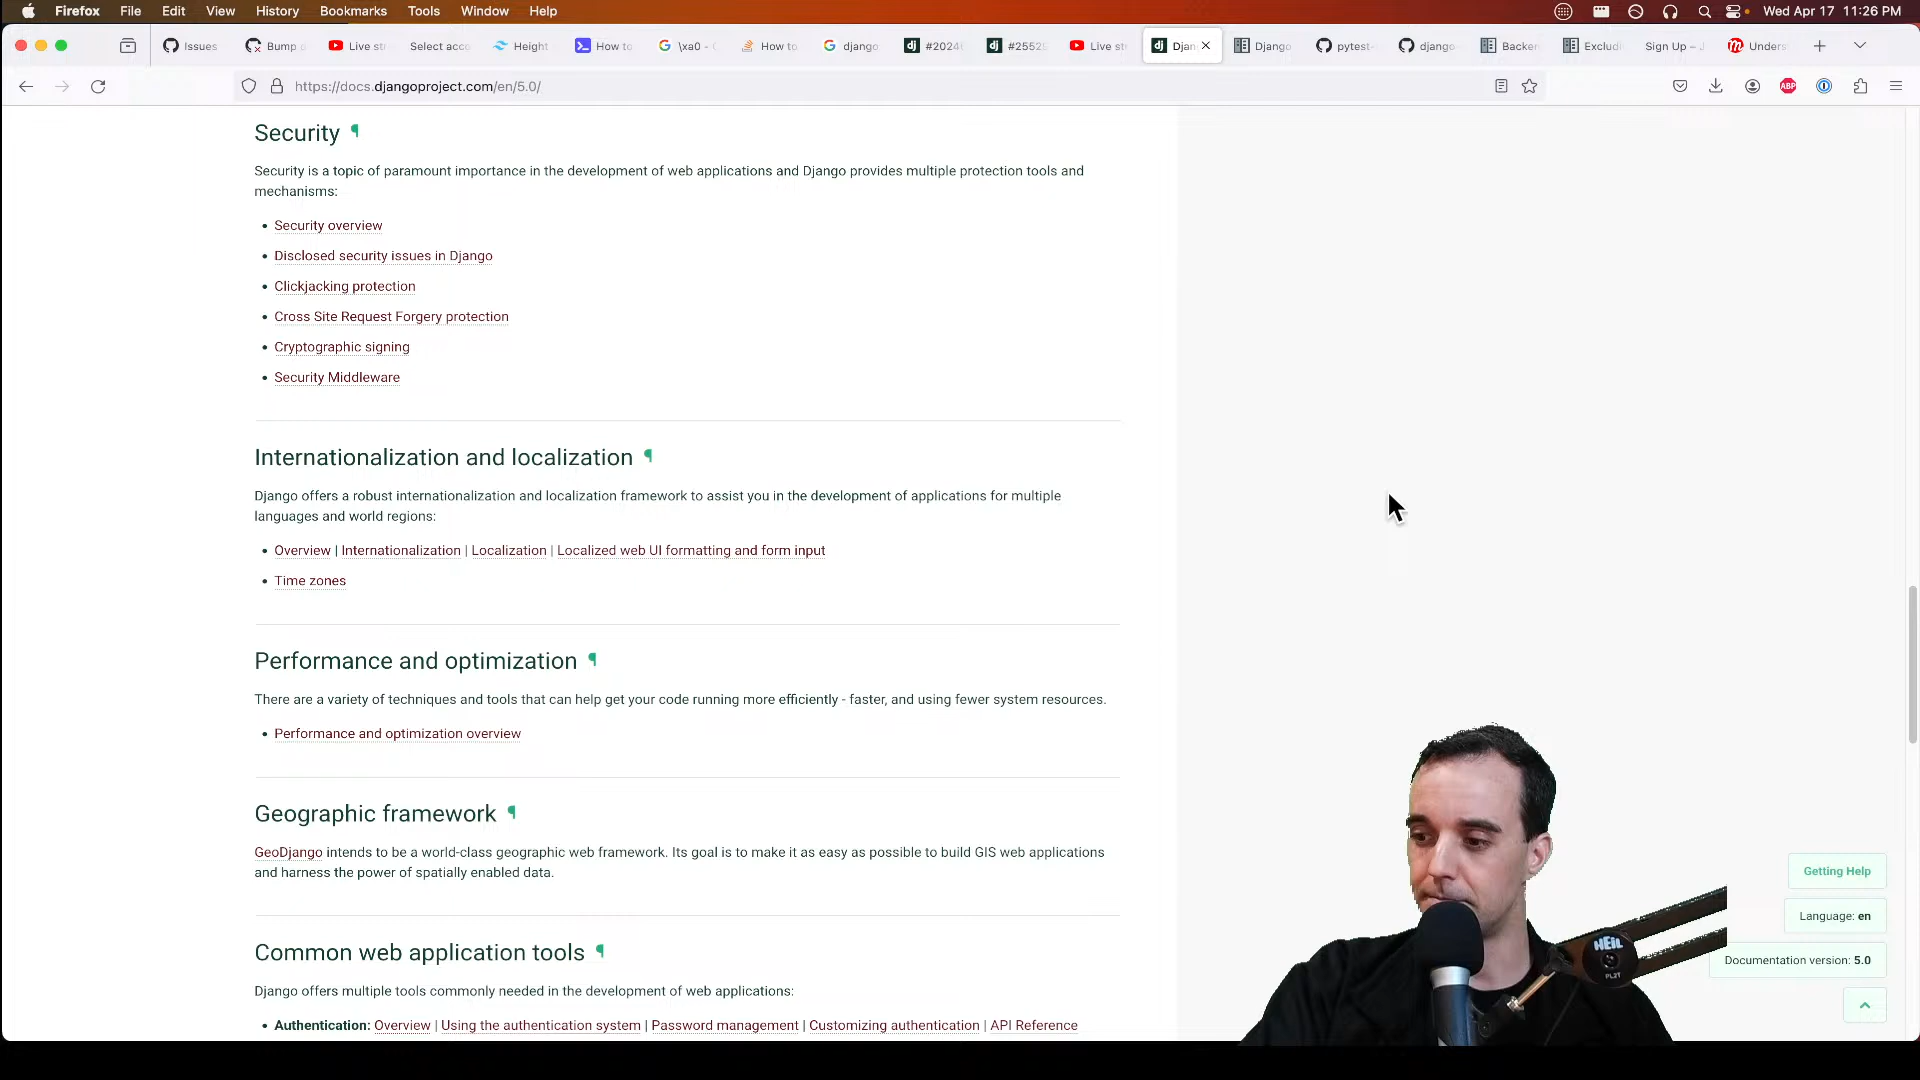 Firefox File Edit View History Bookmarks Tools Window Help Wed Apr 17 11:26 PM
Issues Bump Live st Select acco Height How to \xa0 - How to django #2024 #2552 Live st Djan Django pytest- django Backen Excludi Sign Up – Unders
https://docs.djangoproject.com/en/5.0/ ABP
Security ¶
Security is a topic of paramount importance in the development of web applications and Django provides multiple protection tools and
mechanisms:
• Security overview
• Disclosed security issues in Django
• Clickjacking protection
• Cross Site Request Forgery protection
• Cryptographic signing
• Security Middleware
Internationalization and localization ¶
Django offers a robust internationalization and localization framework to assist you in the development of applications for multiple
languages and world regions:
• Overview | Internationalization | Localization | Localized web UI formatting and form input
• Time zones
Performance and optimization ¶
There are a variety of techniques and tools that can help get your code running more efficiently - faster, and using fewer system resources.
• Performance and optimization overview
Geographic framework ¶
GeoDjango intends to be a world-class geographic web framework. Its goal is to make it as easy as possible to build GIS web applications
and harness the power of spatially enabled data.
Common web application tools ¶
Django offers multiple tools commonly needed in the development of web applications:
• Authentication: Overview | Using the authentication system | Password management | Customizing authentication | API Reference
Getting Help
Language: en
Documentation version: 5.0
HEIL
PL2T